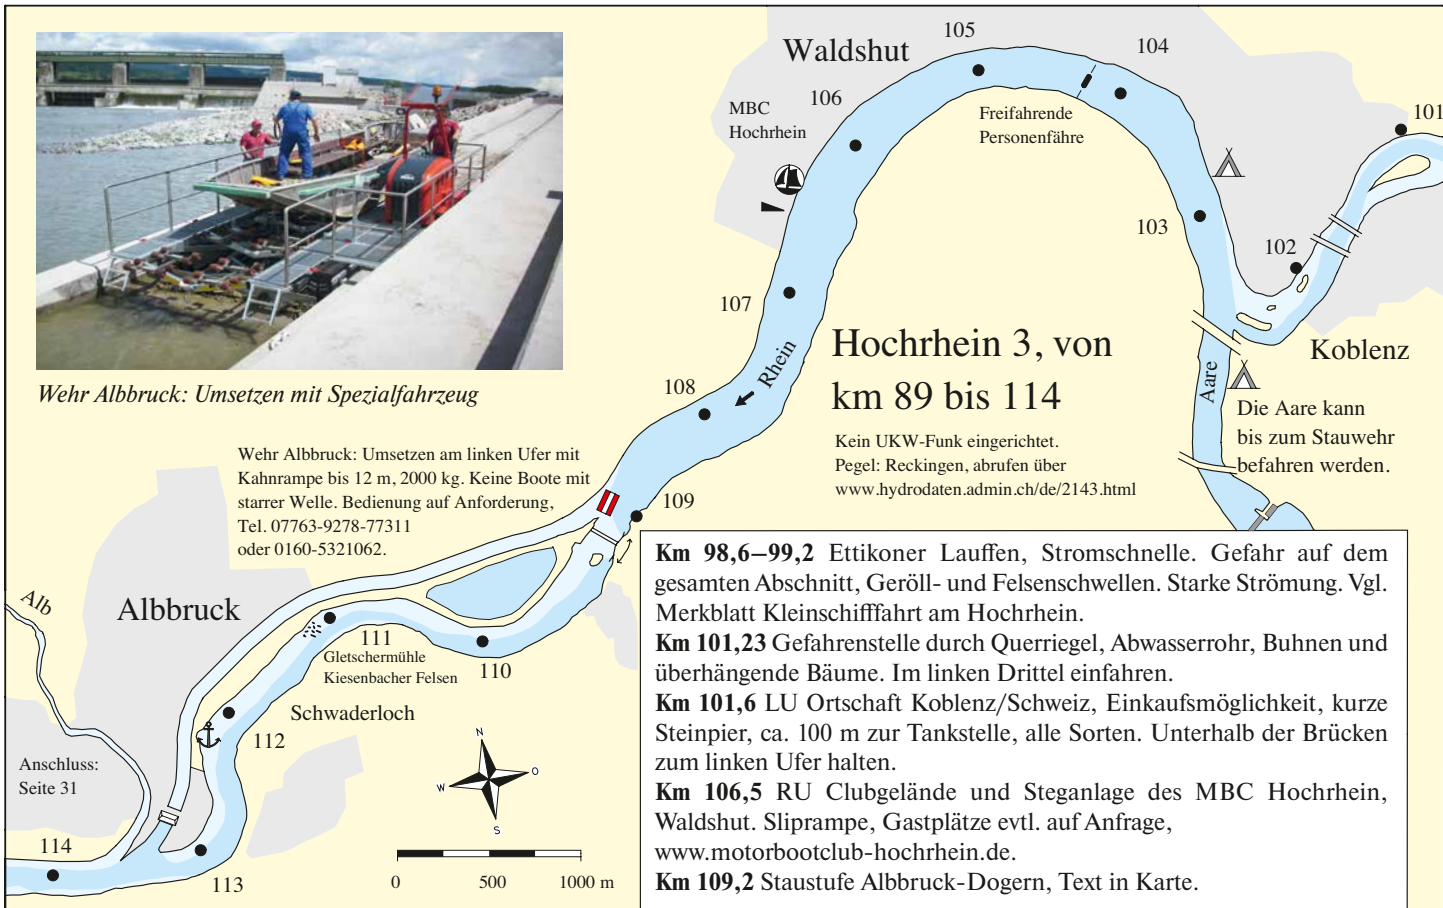 Waldshut
105
104
106
101
MBC
Hochrhein
Freifahrende
Personenfähre
103
102
107
Rhein
Hochrhein 3, von
km 89 bis 114
Koblenz
Aare
108
Wehr Albbruck: Umsetzen mit Spezialfahrzeug
Die Aare kann
bis zum Stauwehr
befahren werden.
Kein UKW-Funk eingerichtet.
Pegel: Reckingen, abrufen über
www.hydrodaten.admin.ch/de/2143.html
Wehr Albbruck: Umsetzen am linken Ufer mit
Kahnrampe bis 12 m, 2000 kg. Keine Boote mit
starrer Welle. Bedienung auf Anforderung,
Tel. 07763-9278-77311
oder 0160-5321062.
109
Alb
Albbruck
111
110
Gletschermühle
Kiesenbacher Felsen
Schwaderloch
112
Anschluss:
Seite 31
N
O
W
S
114
113
0 500 1000 m
Km 98,6–99,2 Ettikoner Lauffen, Stromschnelle. Gefahr auf dem
gesamten Abschnitt, Geröll- und Felsenschwellen. Starke Strömung. Vgl.
Merkblatt Kleinschifffahrt am Hochrhein.
Km 101,23 Gefahrenstelle durch Querriegel, Abwasserrohr, Buhnen und
überhängende Bäume. Im linken Drittel einfahren.
Km 101,6 LU Ortschaft Koblenz/Schweiz, Einkaufsmöglichkeit, kurze
Steinpier, ca. 100 m zur Tankstelle, alle Sorten. Unterhalb der Brücken
zum linken Ufer halten.
Km 106,5 RU Clubgelände und Steganlage des MBC Hochrhein,
Waldshut. Sliprampe, Gastplätze evtl. auf Anfrage,
www.motorbootclub-hochrhein.de.
Km 109,2 Staustufe Albbruck-Dogern, Text in Karte.